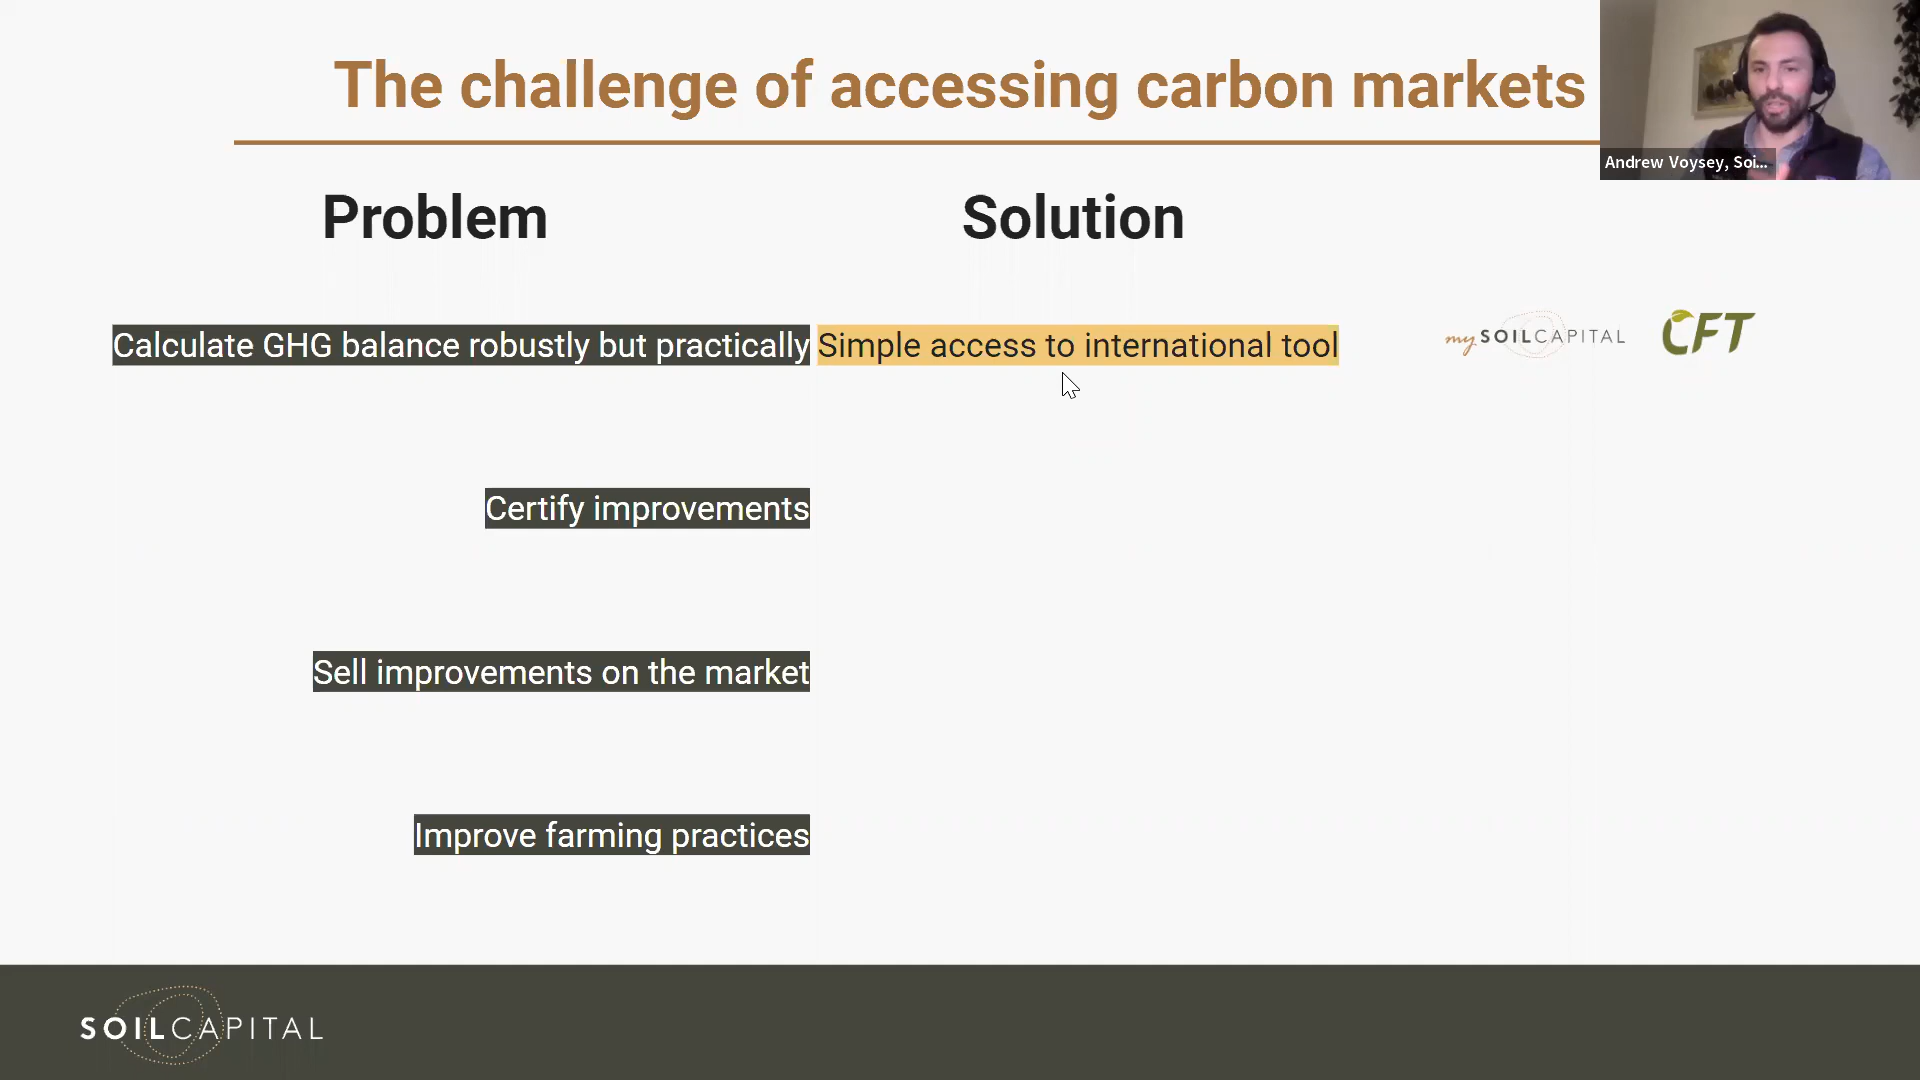 The challenge of accessing carbon markets
Andrew Voysey, Soi...
Problem
Solution
Calculate GHG balance robustly but practically
Simple access to international tool
my SOILCAPITAL
CFT
Certify improvements
Sell improvements on the market
Improve farming practices
SOILCAPITAL